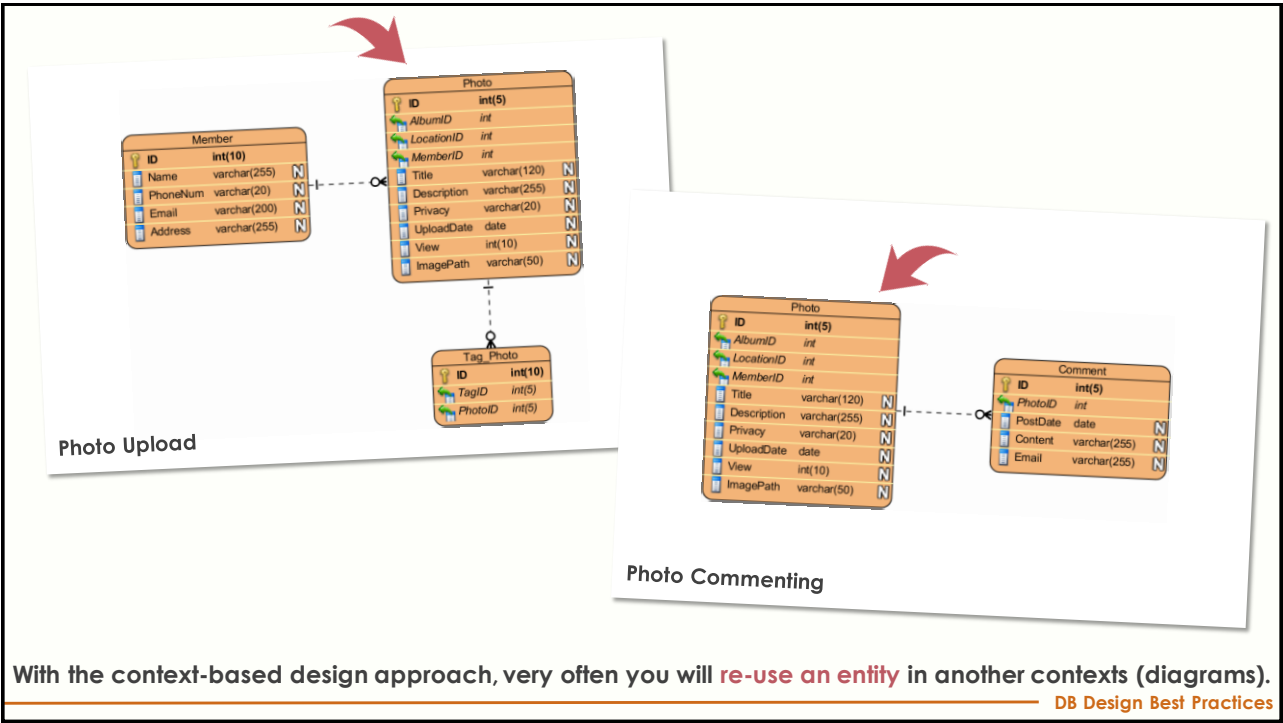 Member
ID int(10)
Name varchar(255) N
PhoneNum varchar(20) N
Email varchar(200) N
Address varchar(255) N
Photo
ID int(5)
AlbumID int
LocationID int
MemberID int
Title varchar(120) N
Description varchar(255) N
Privacy varchar(20) N
UploadDate date N
View int(10) N
ImagePath varchar(50) N
Tag_Photo
ID int(10)
TagID int(5)
PhotoID int(5)
Photo Upload
Photo
ID int(5)
AlbumID int
LocationID int
MemberID int
Title varchar(120) N
Description varchar(255) N
Privacy varchar(20) N
UploadDate date N
View int(10) N
ImagePath varchar(50) N
Comment
ID int(5)
PhotoID int
PostDate date N
Content varchar(255) N
Email varchar(255) N
Photo Commenting
With the context-based design approach, very often you will re-use an entity in another contexts (diagrams).
DB Design Best Practices